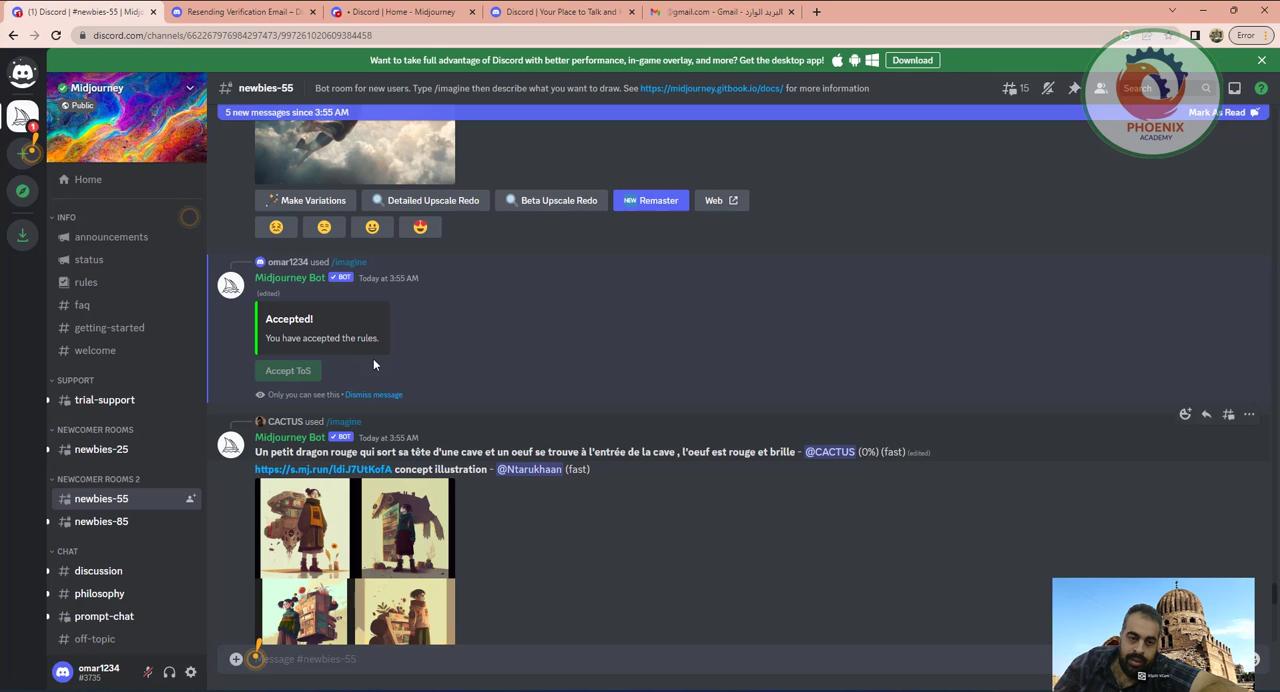 (1) Discord | #newbies-55 | Midjo
Resending Verification Email – D
• Discord | Home - Midjourney
Discord | Your Place to Talk and
@gmail.com - Gmail - البريد الوارد
discord.com/channels/662267976984297473/997261020609384458
Error
Want to take full advantage of Discord with better performance, in-game overlay, and more? Get the desktop app!
Download
Midjourney
Public
newbies-55
Bot room for new users. Type /imagine then describe what you want to draw. See https://midjourney.gitbook.io/docs/ for more information
15
Search
5 new messages since 3:55 AM
Mark As Read
PHOENIX
ACADEMY
1
Home
INFO
announcements
status
rules
faq
getting-started
welcome
SUPPORT
trial-support
NEWCOMER ROOMS
newbies-25
NEWCOMER ROOMS 2
newbies-55
newbies-85
CHAT
discussion
philosophy
prompt-chat
off-topic
omar1234
#3735
Make Variations
Detailed Upscale Redo
Beta Upscale Redo
NEW Remaster
Web
omar1234 used /imagine
Midjourney Bot ✓ BOT Today at 3:55 AM
(edited)
Accepted!
You have accepted the rules.
Accept ToS
Only you can see this • Dismiss message
CACTUS used /imagine
Midjourney Bot ✓ BOT Today at 3:55 AM
Un petit dragon rouge qui sort sa tête d'une cave et un oeuf se trouve à l'entrée de la cave , l'oeuf est rouge et brille - @CACTUS (0%) (fast) (edited)
https://s.mj.run/ldiJ7UtKofA concept illustration - @Ntarukhaan (fast)
Message #newbies-55